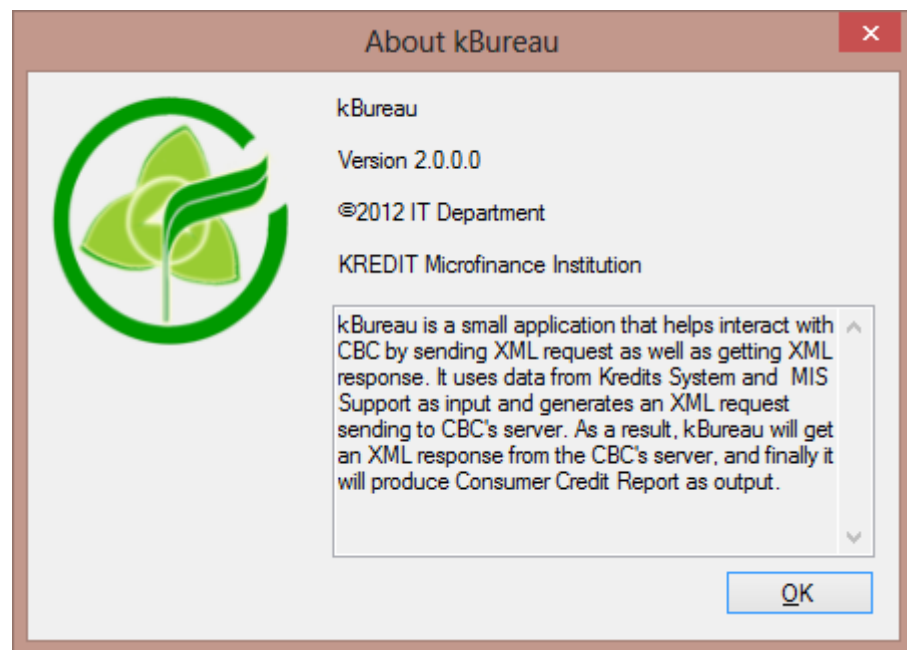 About kBureau
kBureau
Version 2.0.0.0
©2012 IT Department
KREDIT Microfinance Institution
kBureau is a small application that helps interact with
CBC by sending XML request as well as getting XML
response. It uses data from Kredits System and  MIS
Support as input and generates an XML request
sending to CBC's server. As a result, kBureau will get
an XML response from the CBC's server, and finally it
will produce Consumer Credit Report as output.
OK